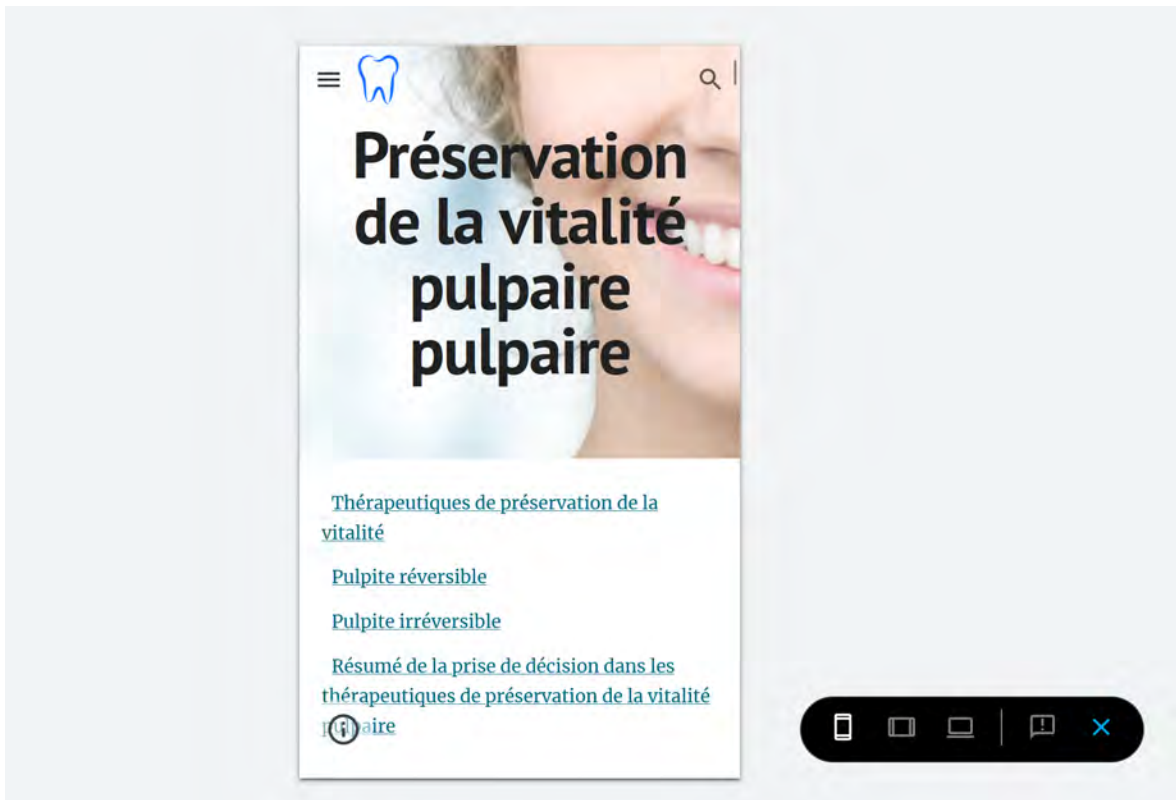 Préservation
de la vitalité
pulpaire
pulpaire
Thérapeutiques de préservation de la
vitalité
Pulpite réversible
Pulpite irréversible
Résumé de la prise de décision dans les
thérapeutiques de préservation de la vitalité
pulpaire